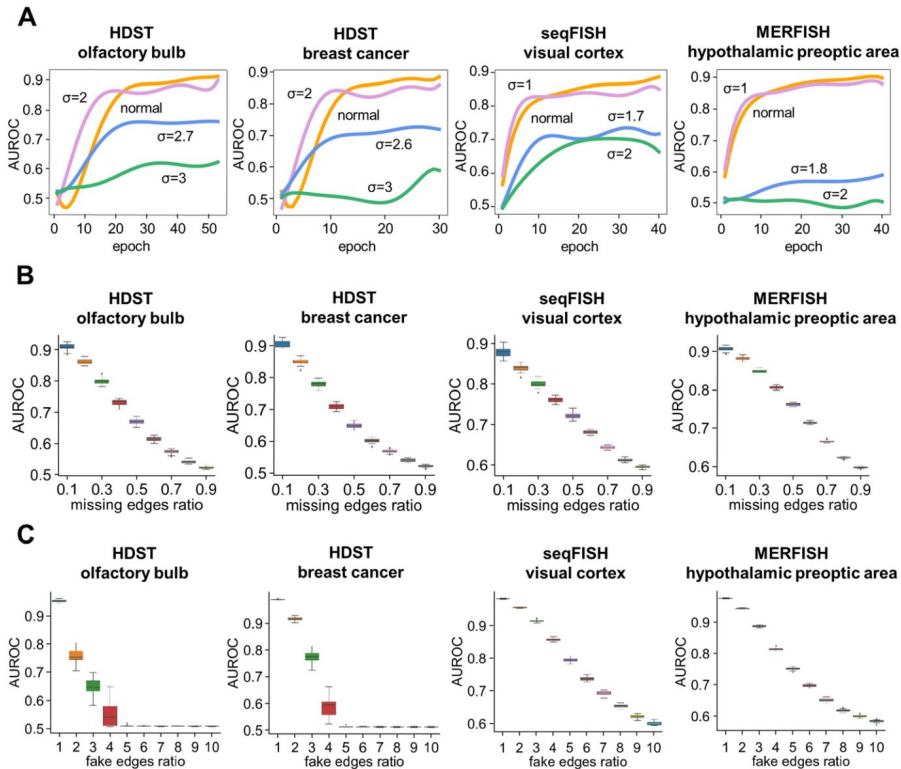 A
HDST
olfactory bulb
HDST
breast cancer
seqFISH
visual cortex
MERFISH
hypothalamic preoptic area
AUROC
0.9
0.8
0.7
0.6
0.5
σ=2
normal
σ=2.7
σ=3
0 10 20 30 40 50
epoch
AUROC
0.9
0.8
0.7
0.6
0.5
σ=2
normal
σ=2.6
σ=3
0 10 20 30
epoch
AUROC
0.9
0.8
0.7
0.6
0.5
σ=1
normal
σ=1.7
σ=2
0 10 20 30 40
epoch
AUROC
0.9
0.8
0.7
0.6
0.5
σ=1
normal
σ=1.8
σ=2
0 10 20 30 40
epoch
B
HDST
olfactory bulb
HDST
breast cancer
seqFISH
visual cortex
MERFISH
hypothalamic preoptic area
AUROC
0.9
0.8
0.7
0.6
0.5
0.1 0.3 0.5 0.7 0.9
missing edges ratio
AUROC
0.9
0.8
0.7
0.6
0.5
0.1 0.3 0.5 0.7 0.9
missing edges ratio
AUROC
0.9
0.8
0.7
0.6
0.1 0.3 0.5 0.7 0.9
missing edges ratio
AUROC
0.9
0.8
0.7
0.6
0.1 0.3 0.5 0.7 0.9
missing edges ratio
C
HDST
olfactory bulb
HDST
breast cancer
seqFISH
visual cortex
MERFISH
hypothalamic preoptic area
AUROC
0.9
0.8
0.7
0.6
0.5
1 2 3 4 5 6 7 8 9 10
fake edges ratio
AUROC
0.9
0.8
0.7
0.6
0.5
1 2 3 4 5 6 7 8 9 10
fake edges ratio
AUROC
0.9
0.8
0.7
0.6
1 2 3 4 5 6 7 8 9 10
fake edges ratio
AUROC
0.9
0.8
0.7
0.6
1 2 3 4 5 6 7 8 9 10
fake edges ratio